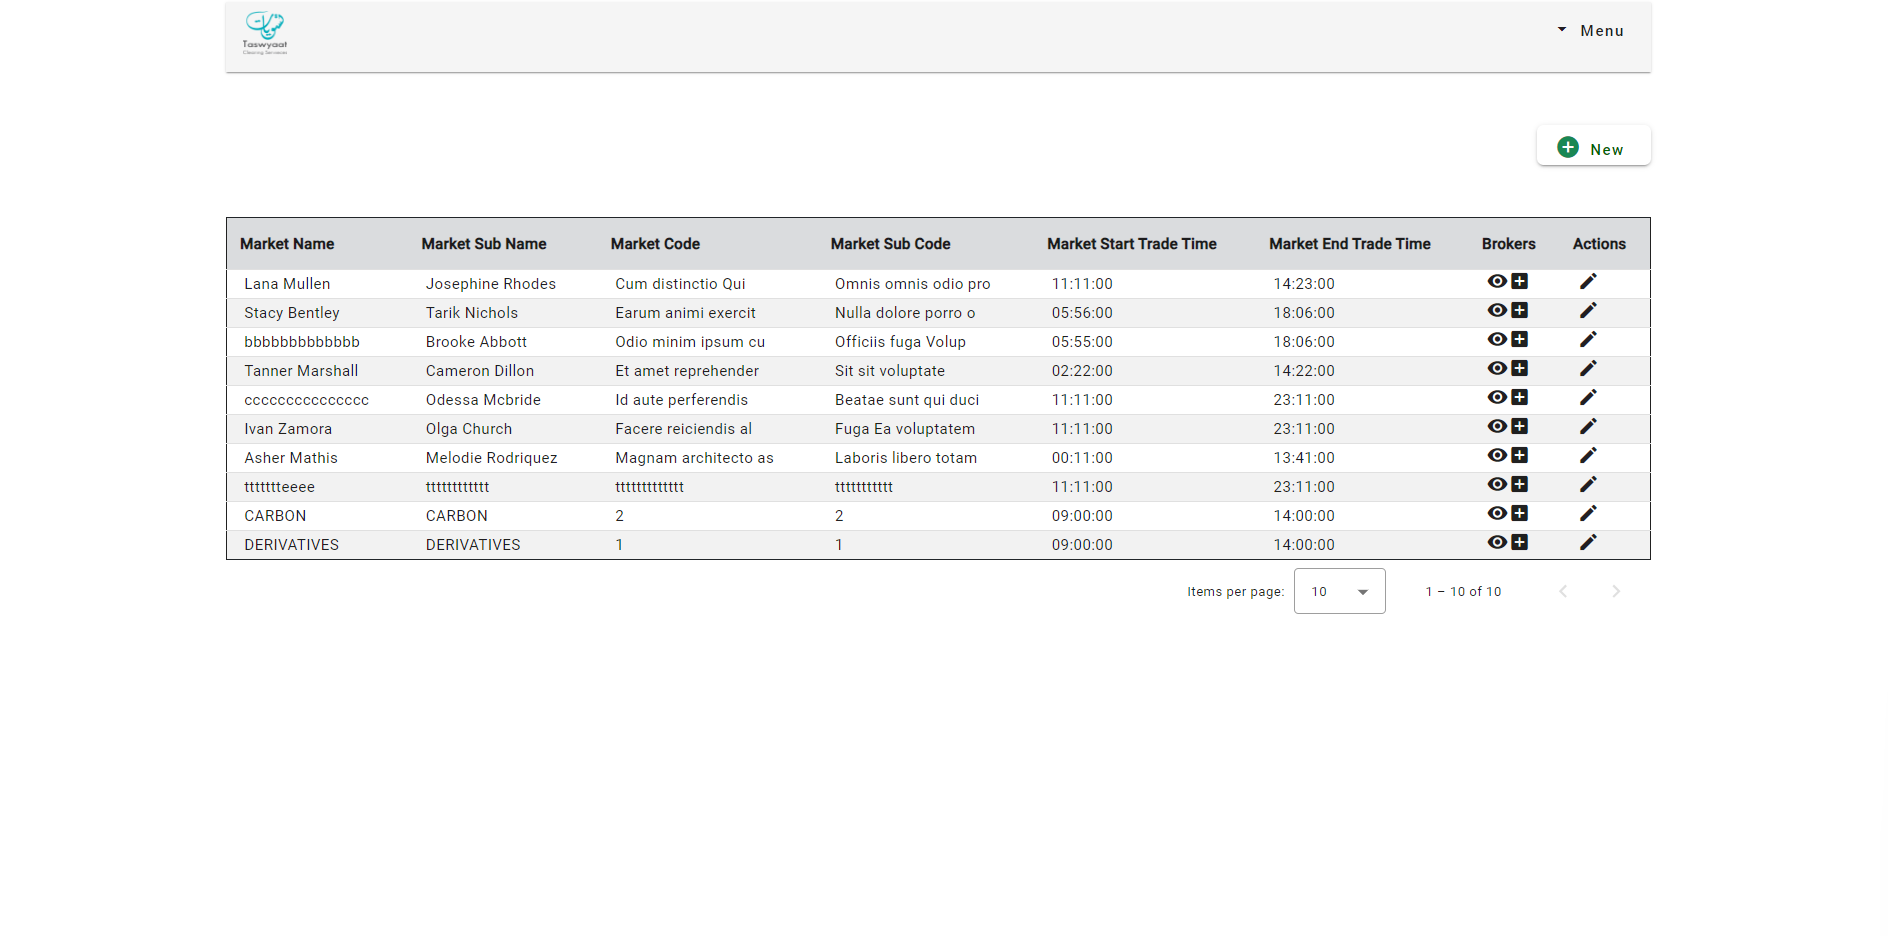 Taswyaat
Menu
New
Market Name Market Sub Name Market Code Market Sub Code Market Start Trade Time Market End Trade Time Brokers Actions
Lana Mullen Josephine Rhodes Cum distinctio Qui Omnis omnis odio pro 11:11:00 14:23:00
Stacy Bentley Tarik Nichols Earum animi exercit Nulla dolore porro o 05:56:00 18:06:00
bbbbbbbbbbbbb Brooke Abbott Odio minim ipsum cu Officiis fuga Volup 05:55:00 18:06:00
Tanner Marshall Cameron Dillon Et amet reprehender Sit sit voluptate 02:22:00 14:22:00
ccccccccccccccc Odessa Mcbride Id aute perferendis Beatae sunt qui duci 11:11:00 23:11:00
Ivan Zamora Olga Church Facere reiciendis al Fuga Ea voluptatem 11:11:00 23:11:00
Asher Mathis Melodie Rodriquez Magnam architecto as Laboris libero totam 00:11:00 13:41:00
ttttttteeee tttttttttttt ttttttttttttt ttttttttttt 11:11:00 23:11:00
CARBON CARBON 2 2 09:00:00 14:00:00
DERIVATIVES DERIVATIVES 1 1 09:00:00 14:00:00
Items per page: 10 1 – 10 of 10